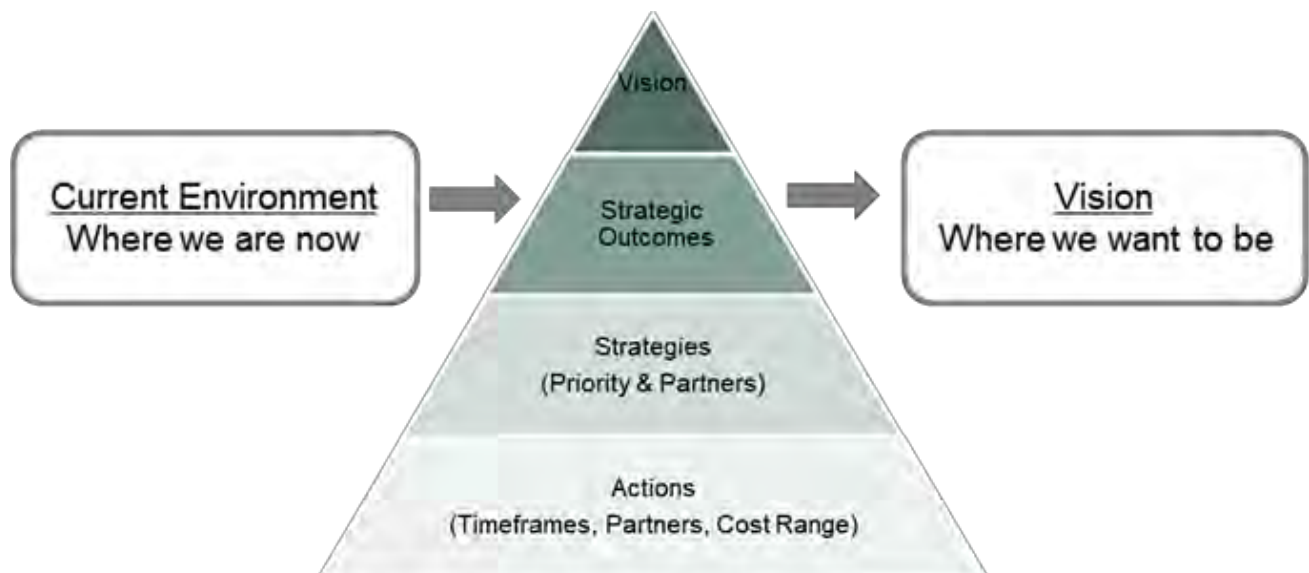 Vision
Current Environment
Where we are now
Strategic
Outcomes
Vision
Where we want to be
Strategies
(Priority & Partners)
Actions
(Timeframes, Partners, Cost Range)